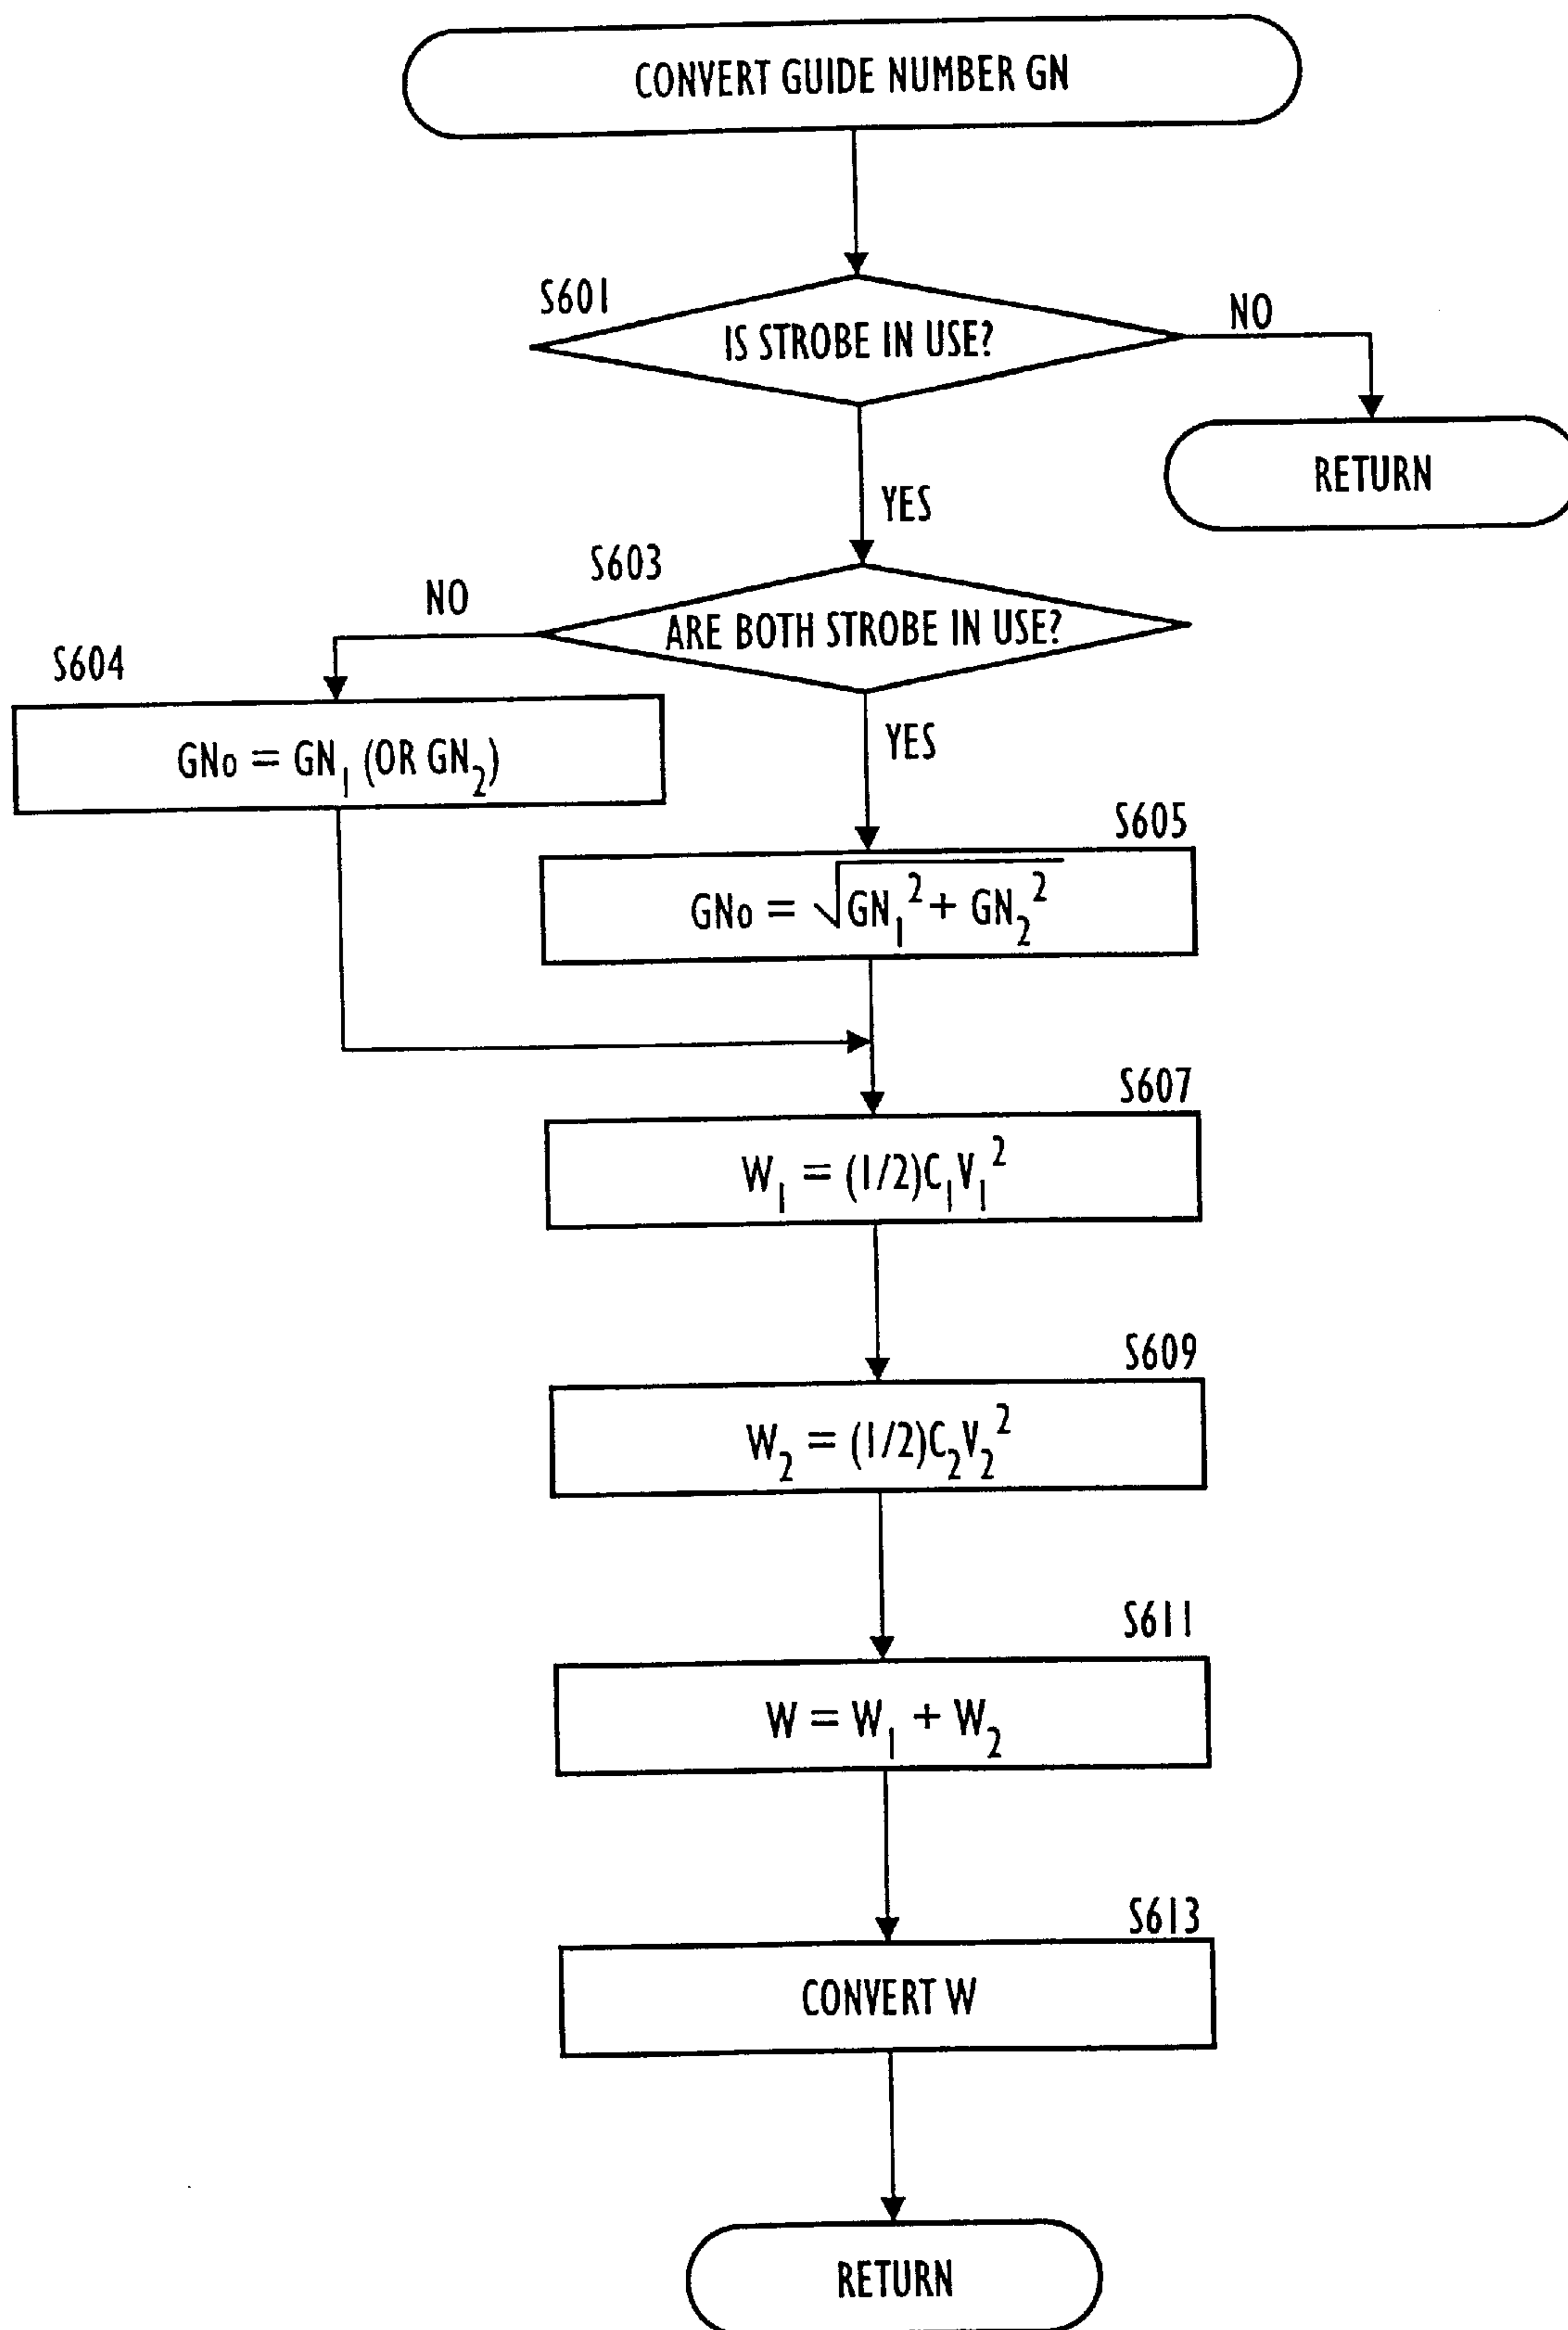 CONVERT GUIDE NUMBER GN
S601
IS STROBE IN USE?
NO
RETURN
YES
S603
NO
ARE BOTH STROBE IN USE?
S604
GNo = GN₁ (OR GN₂)
YES
S605
GNo = √GN₁² + GN₂²
S607
W₁ = (1/2)C₁V₁²
S609
W₂ = (1/2)C₂V₂²
S611
W = W₁ + W₂
S613
CONVERT W
RETURN